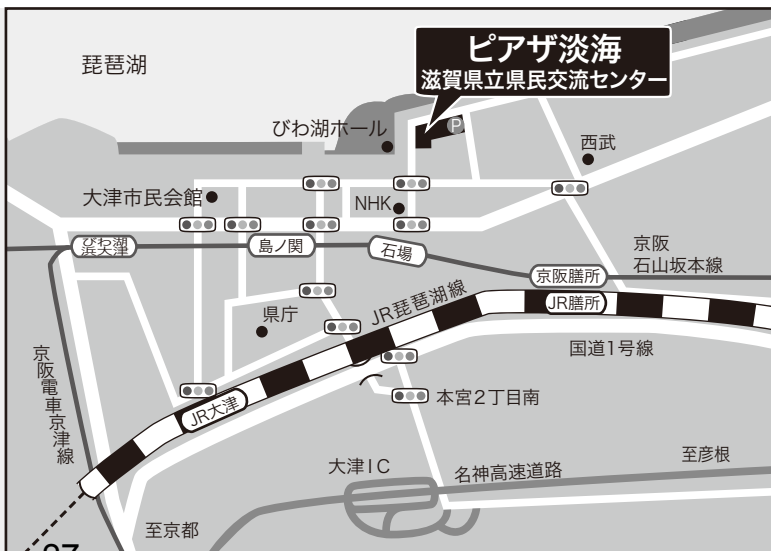 琵琶湖
ピアザ淡海
滋賀県立県民交流センター
P
びわ湖ホール
西武
大津市民会館
NHK
びわ湖
浜大津
島ノ関
石場
京阪
石山坂本線
京阪膳所
JR琵琶湖線
JR膳所
県庁
国道1号線
京阪電車京津線
JR大津
本宮2丁目南
大津IC
名神高速道路
至彦根
至京都